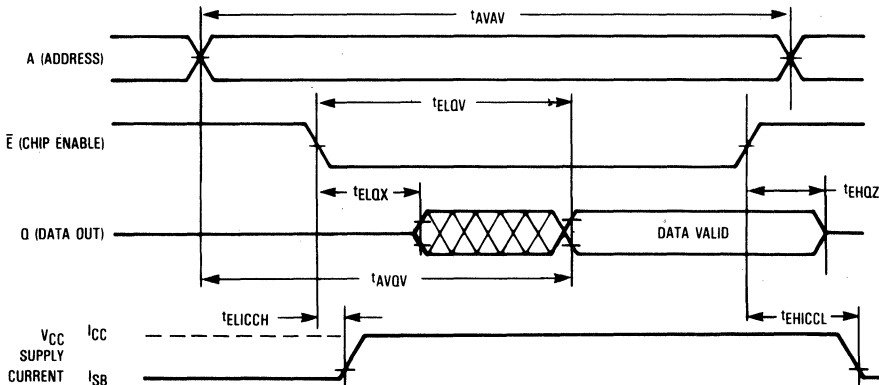 tAVAV
A (ADDRESS)
tELQV
E̅ (CHIP ENABLE)
tELQX
tEHQZ
Q (DATA OUT)
DATA VALID
tAVQV
tELICCH
tEHICCL
VCC ICC
SUPPLY
CURRENT ISB